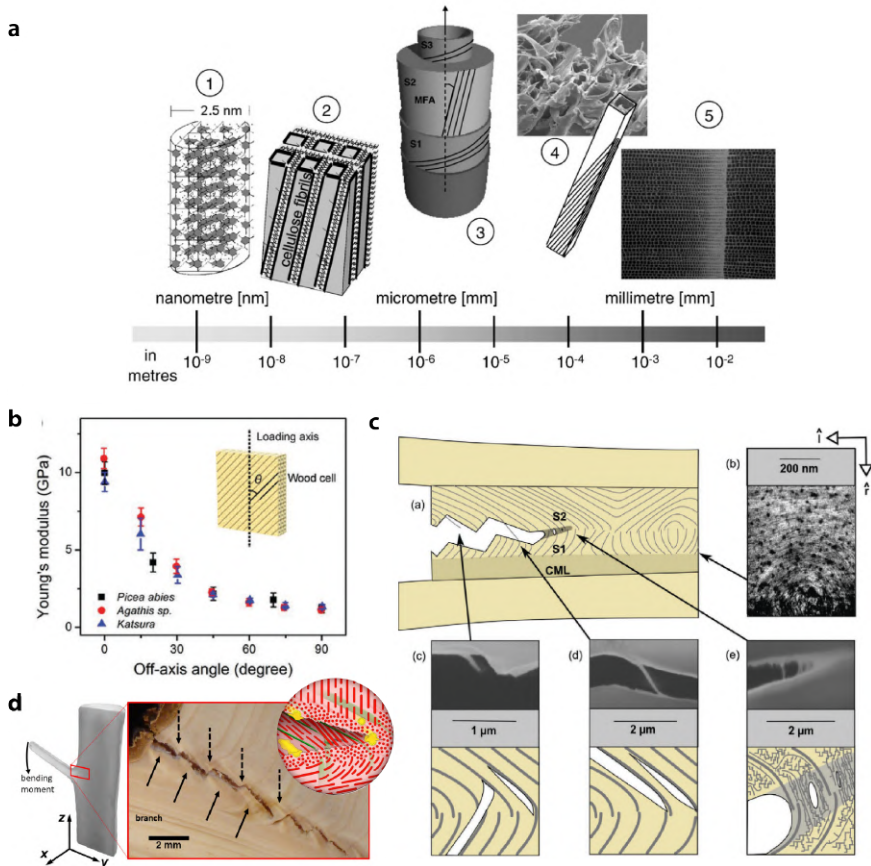 a
1
2.5 nm
2
cellulose fibrils
S3
S2
MFA
S1
3
4
5
nanometre [nm]
micrometre [mm]
millimetre [mm]
in metres
10-9
10-8
10-7
10-6
10-5
10-4
10-3
10-2
b
Young's modulus (GPa)
10
5
0
Loading axis
θ
Wood cell
Picea abies
Agathis sp.
Katsura
0
15
30
45
60
75
90
Off-axis angle (degree)
c
(a)
S2
S1
CML
î
r̂
(b)
200 nm
(c)
1 µm
(d)
2 µm
(e)
2 µm
d
bending
moment
z
x
y
branch
2 mm